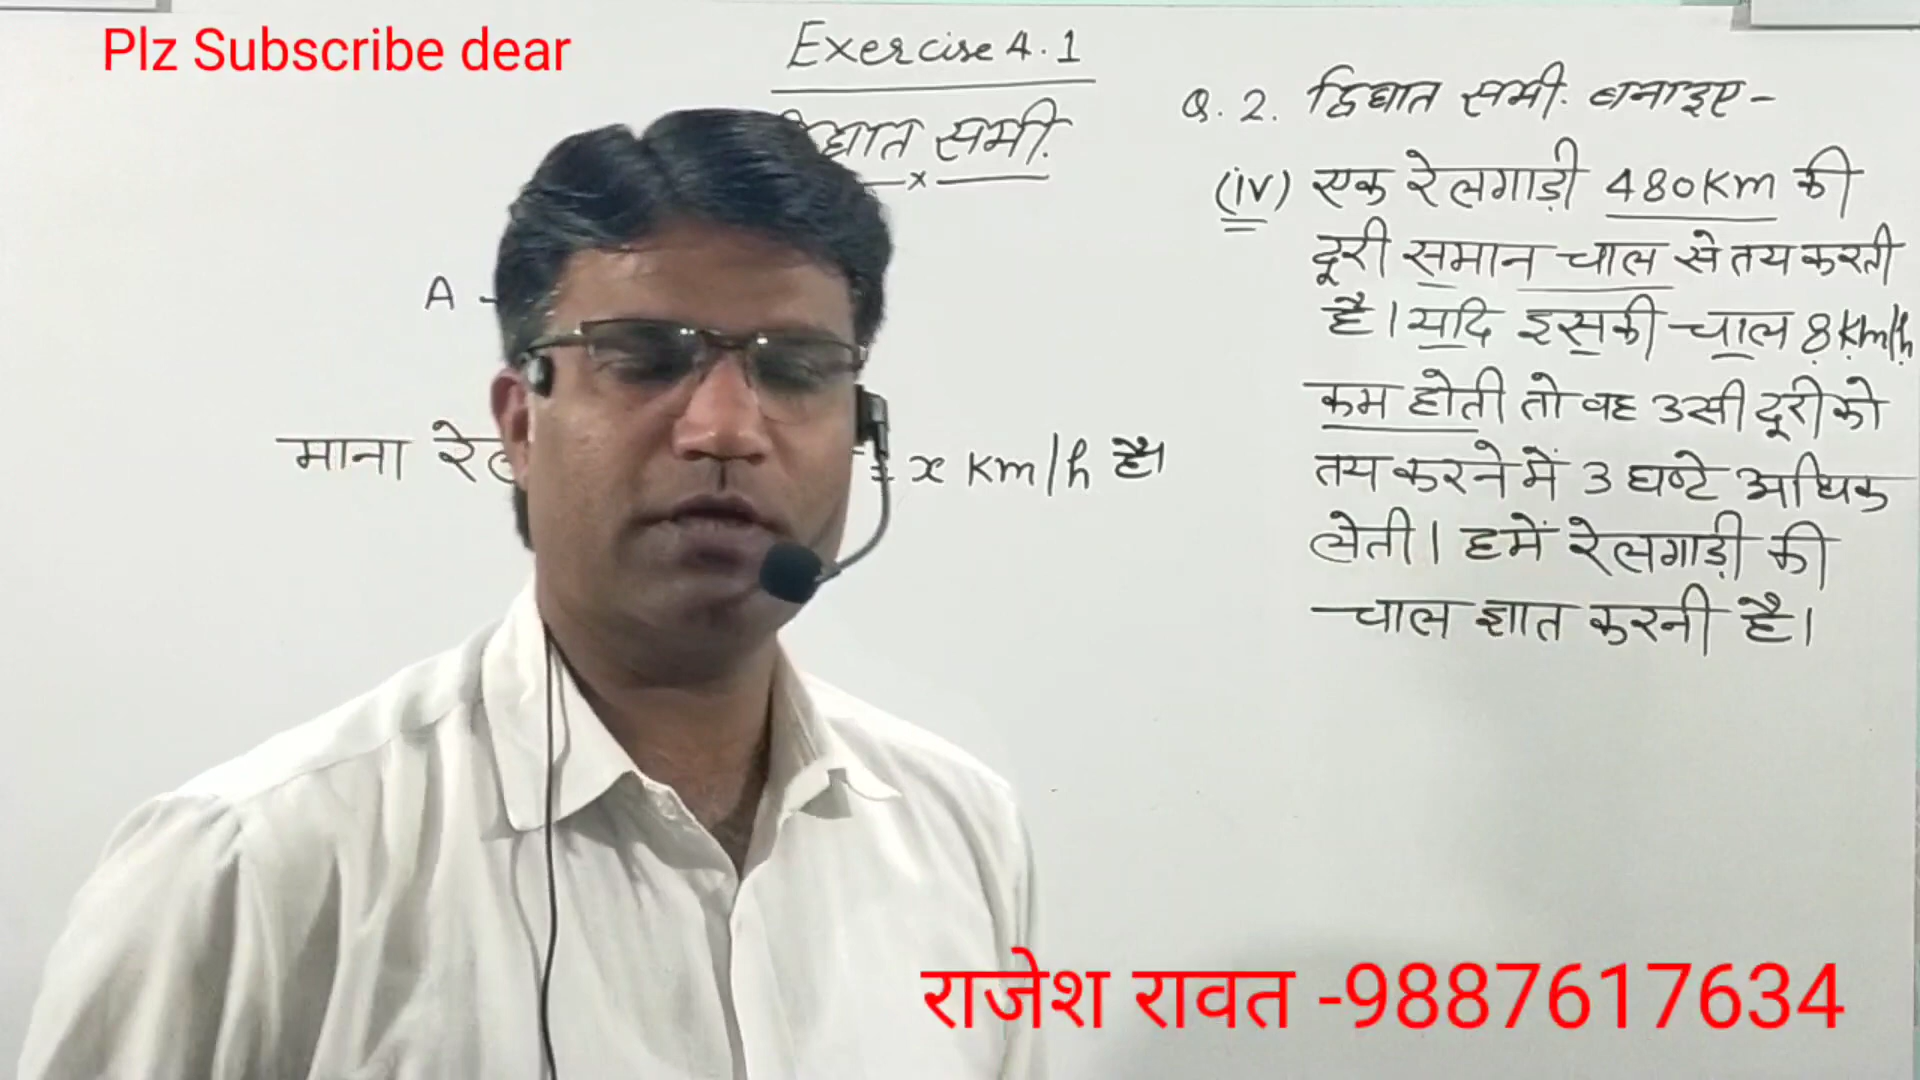 Plz Subscribe dear
Exercise 4.1
द्विघात समी.
x
A -
माना रेल
= x Km/h है।
Q. 2. द्विघात समी. बनाइए -
(iv) एक रेलगाड़ी 480 Km की
दूरी समान चाल से तय करती
है। यदि इसकी चाल 8 Km/h
कम होती तो वह उसी दूरी को
तय करने में 3 घण्टे अधिक
लेती। हमें रेलगाड़ी की
चाल ज्ञात करनी है।
राजेश रावत -9887617634